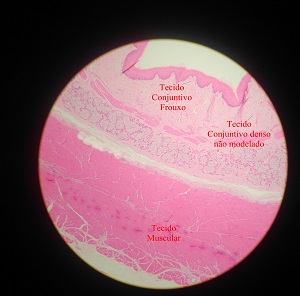 Tecido
Conjuntivo
Frouxo
Tecido
Conjuntivo denso
não modelado
Tecido
Muscular